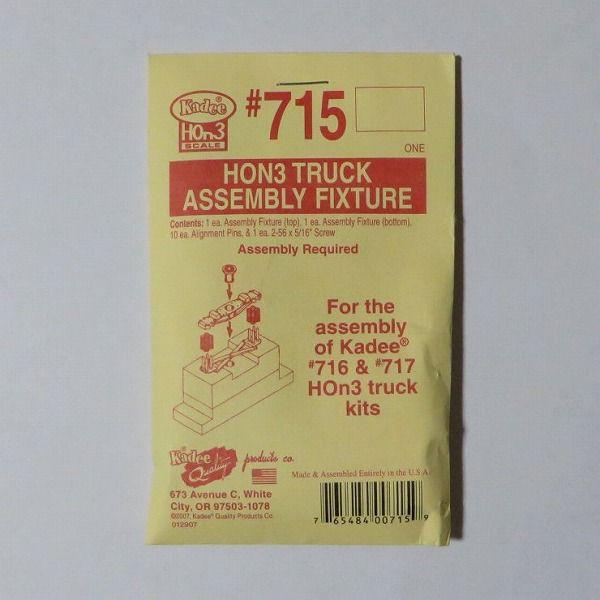 Kadee®
HOn3
SCALE
#715
ONE
HON3 TRUCK
ASSEMBLY FIXTURE
Contents: 1 ea. Assembly Fixture (top), 1 ea. Assembly Fixture (bottom),
10 ea. Alignment Pins, & 1 ea. 2-56 x 5/16" Screw
Assembly Required
For the
assembly
of Kadee®
#716 & #717
HOn3 truck
kits
Kadee®
Quality products co.
Made & Assembled Entirely in the U.S.A.
673 Avenue C, White
City, OR 97503-1078
©2007, Kadee® Quality Products Co.
012907
7 65484 00715 9